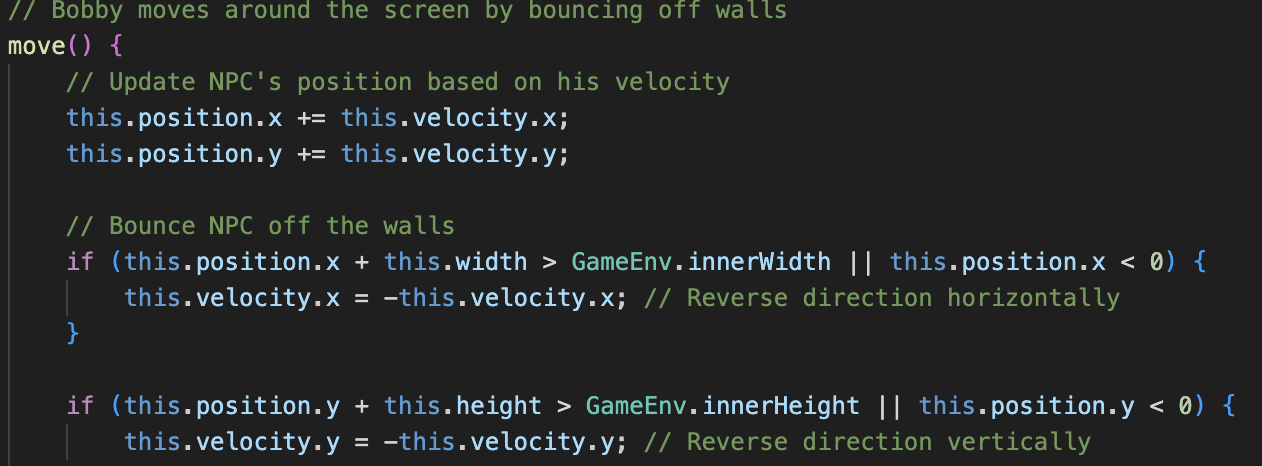 // Bobby moves around the screen by bouncing off walls
move() {
    // Update NPC's position based on his velocity
    this.position.x += this.velocity.x;
    this.position.y += this.velocity.y;

    // Bounce NPC off the walls
    if (this.position.x + this.width > GameEnv.innerWidth || this.position.x < 0) {
        this.velocity.x = -this.velocity.x; // Reverse direction horizontally
    }

    if (this.position.y + this.height > GameEnv.innerHeight || this.position.y < 0) {
        this.velocity.y = -this.velocity.y; // Reverse direction vertically